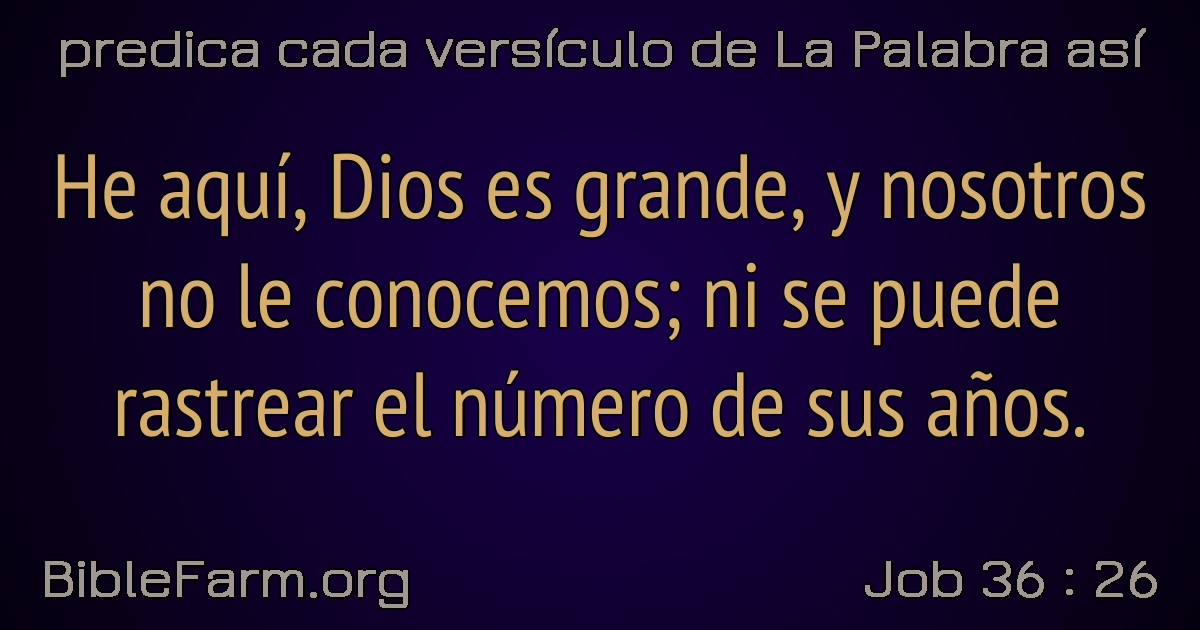 predica cada versículo de La Palabra así
He aquí, Dios es grande, y nosotros
no le conocemos; ni se puede
rastrear el número de sus años.
BibleFarm.org
Job 36 : 26